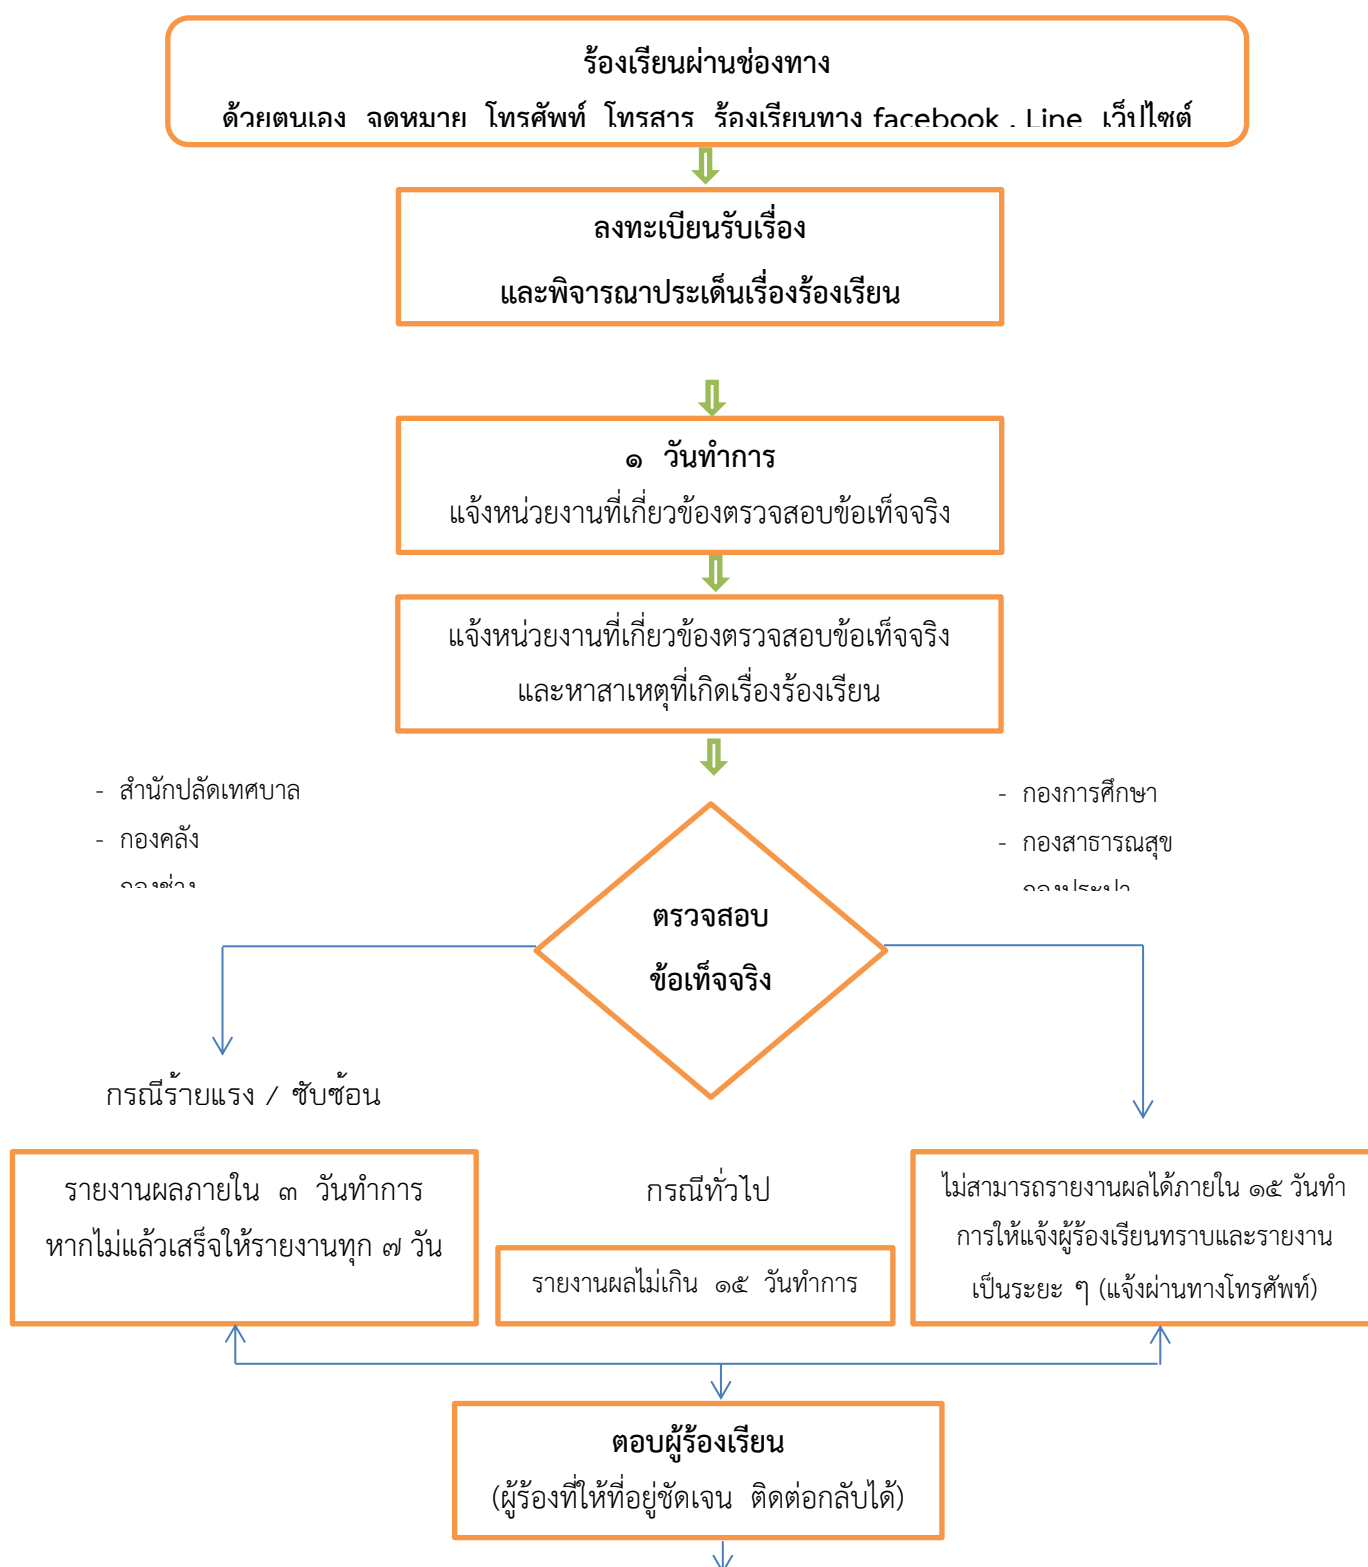 ร้องเรียนผ่านช่องทาง
ด้วยตนเอง จดหมาย โทรศัพท์ โทรสาร ร้องเรียนทาง facebook , Line เว็ปไซต์
ลงทะเบียนรับเรื่อง
และพิจารณาประเด็นเรื่องร้องเรียน
๑ วันทำการ
แจ้งหน่วยงานที่เกี่ยวข้องตรวจสอบข้อเท็จจริง
แจ้งหน่วยงานที่เกี่ยวข้องตรวจสอบข้อเท็จจริง
และหาสาเหตุที่เกิดเรื่องร้องเรียน
- สำนักปลัดเทศบาล
- กองคลัง
กองช่าง
- กองการศึกษา
- กองสาธารณสุข
กองประปา
ตรวจสอบ
ข้อเท็จจริง
กรณีร้ายแรง / ซับซ้อน
รายงานผลภายใน ๓ วันทำการ
หากไม่แล้วเสร็จให้รายงานทุก ๗ วัน
กรณีทั่วไป
รายงานผลไม่เกิน ๑๕ วันทำการ
ไม่สามารถรายงานผลได้ภายใน ๑๕ วันทำ
การให้แจ้งผู้ร้องเรียนทราบและรายงาน
เป็นระยะ ๆ (แจ้งผ่านทางโทรศัพท์)
ตอบผู้ร้องเรียน
(ผู้ร้องที่ให้ที่อยู่ชัดเจน ติดต่อกลับได้)